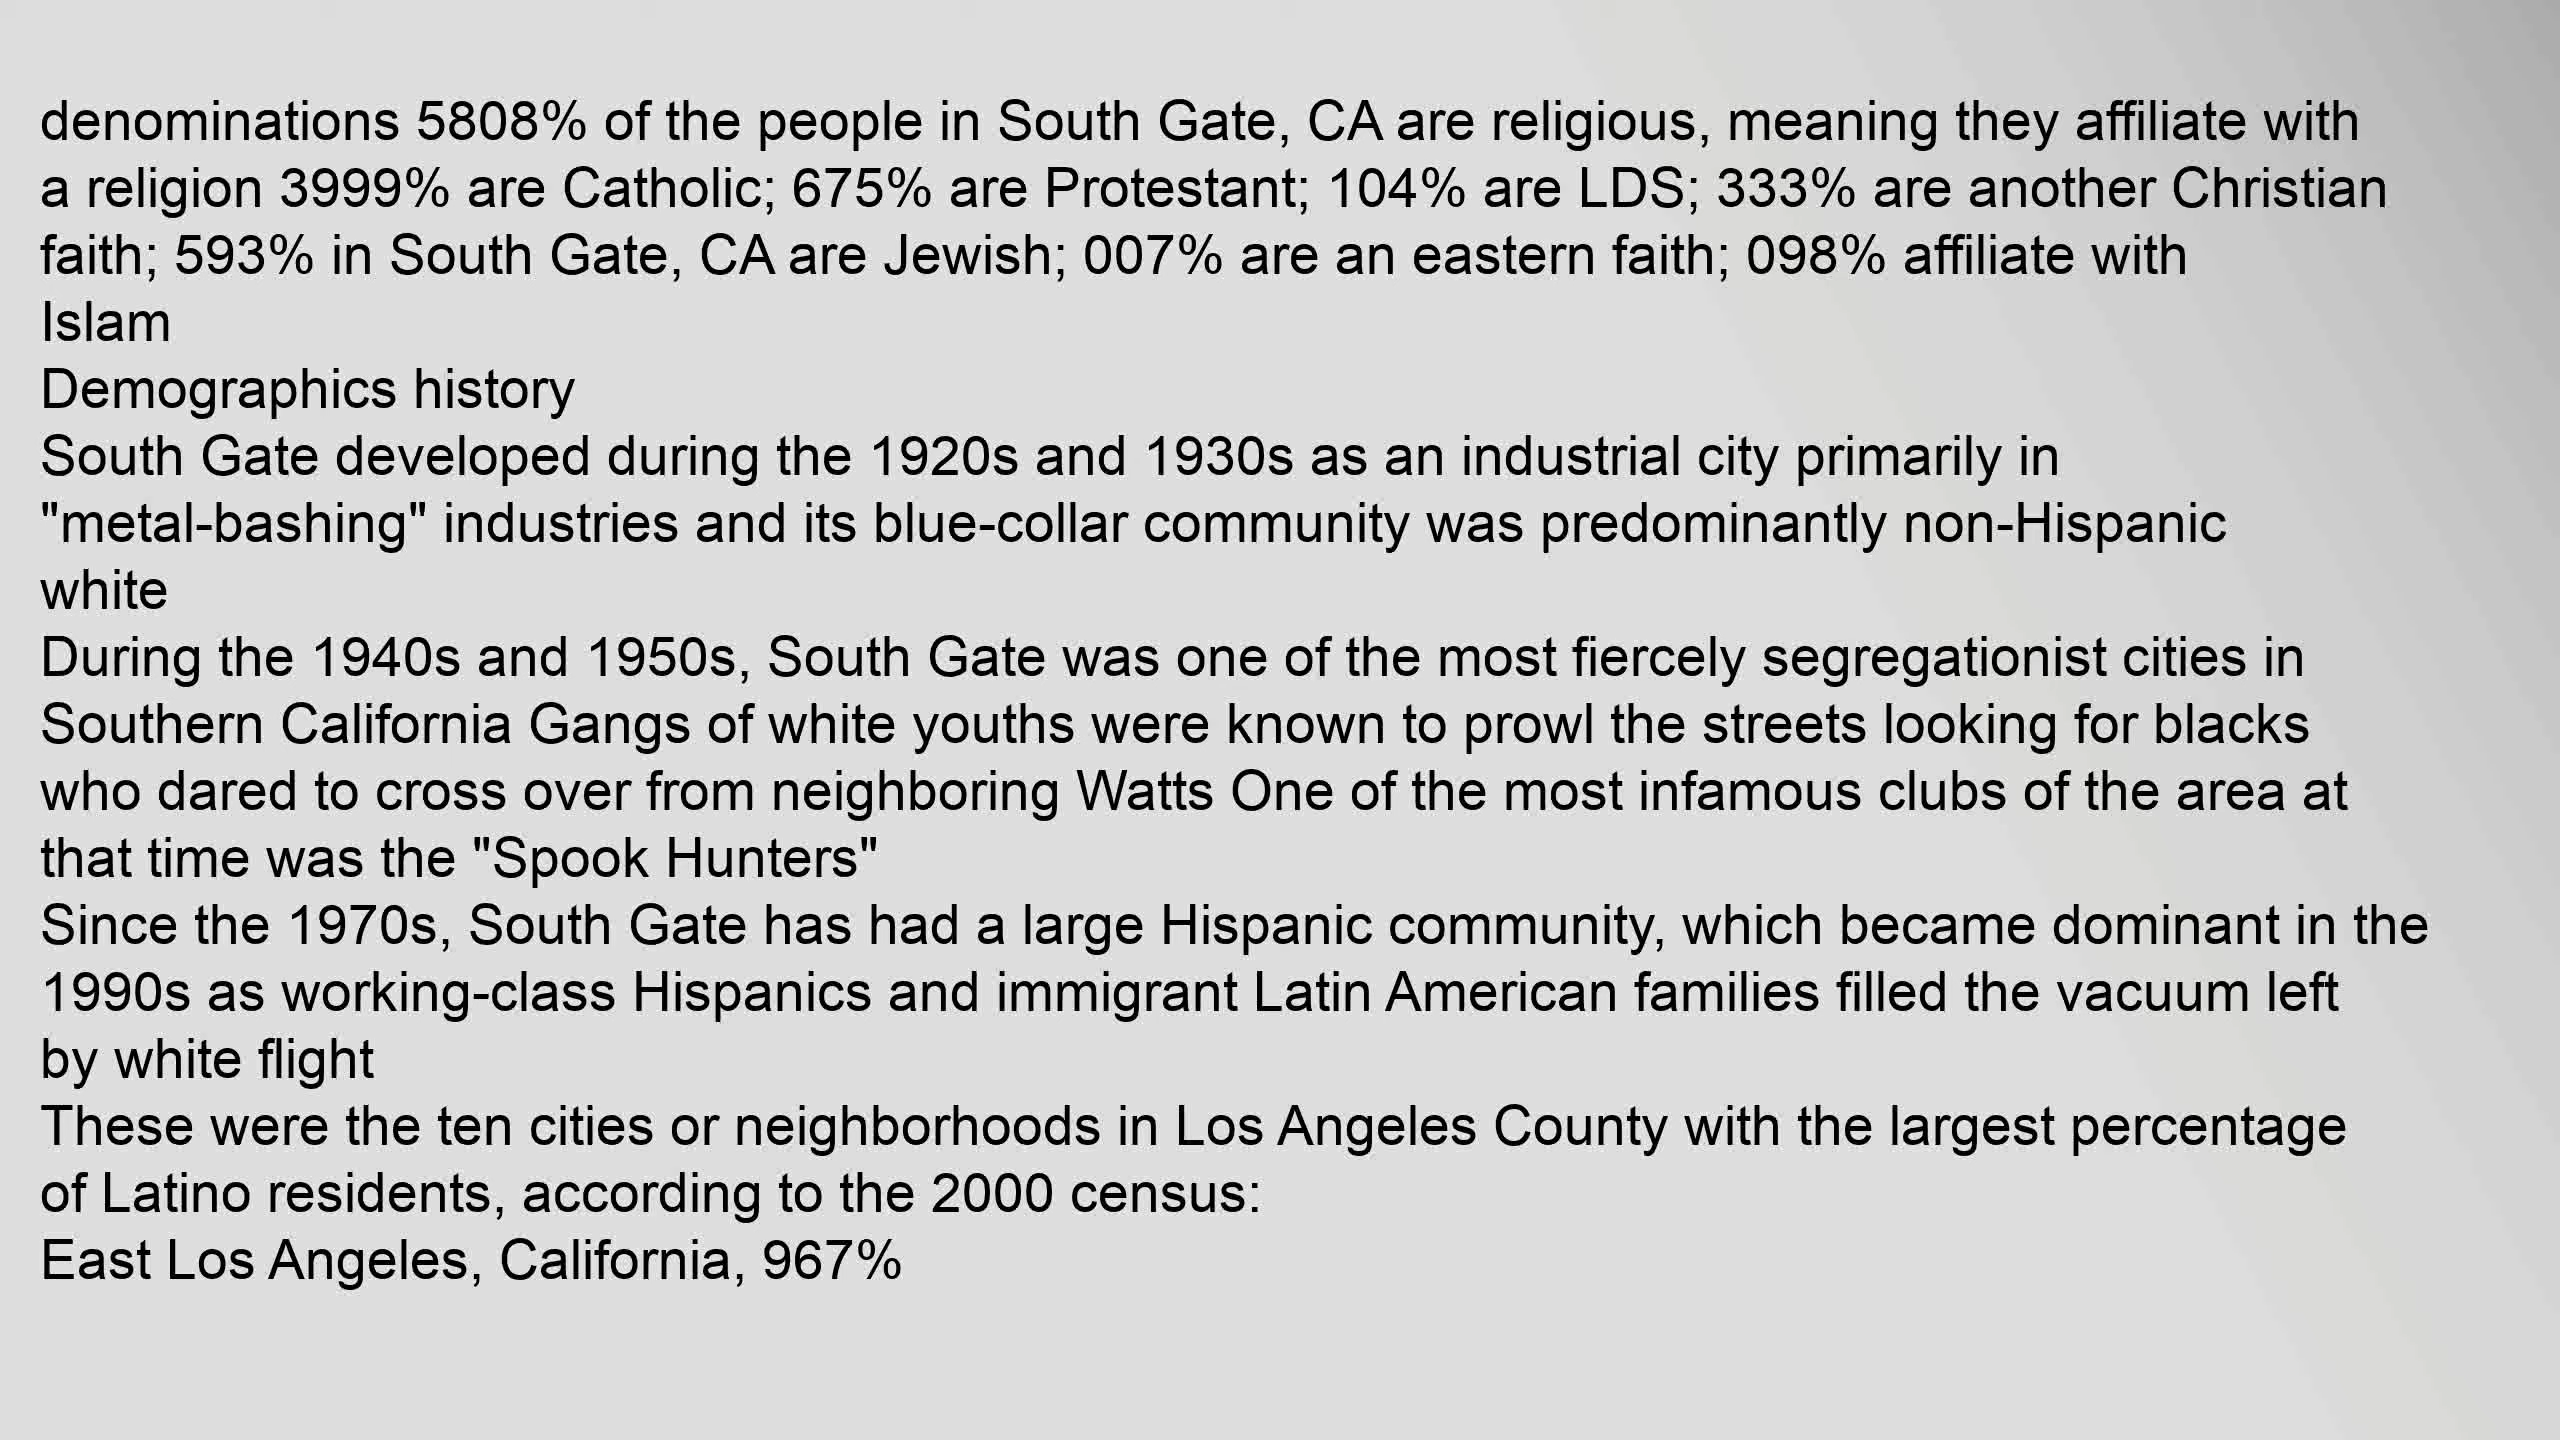 denominations 5808% of the people in South Gate, CA are religious, meaning they affiliate with
a religion 3999% are Catholic; 675% are Protestant; 104% are LDS; 333% are another Christian
faith; 593% in South Gate, CA are Jewish; 007% are an eastern faith; 098% affiliate with
Islam
Demographics history
South Gate developed during the 1920s and 1930s as an industrial city primarily in
"metal-bashing" industries and its blue-collar community was predominantly non-Hispanic
white
During the 1940s and 1950s, South Gate was one of the most fiercely segregationist cities in
Southern California Gangs of white youths were known to prowl the streets looking for blacks
who dared to cross over from neighboring Watts One of the most infamous clubs of the area at
that time was the "Spook Hunters"
Since the 1970s, South Gate has had a large Hispanic community, which became dominant in the
1990s as working-class Hispanics and immigrant Latin American families filled the vacuum left
by white flight
These were the ten cities or neighborhoods in Los Angeles County with the largest percentage
of Latino residents, according to the 2000 census:
East Los Angeles, California, 967%